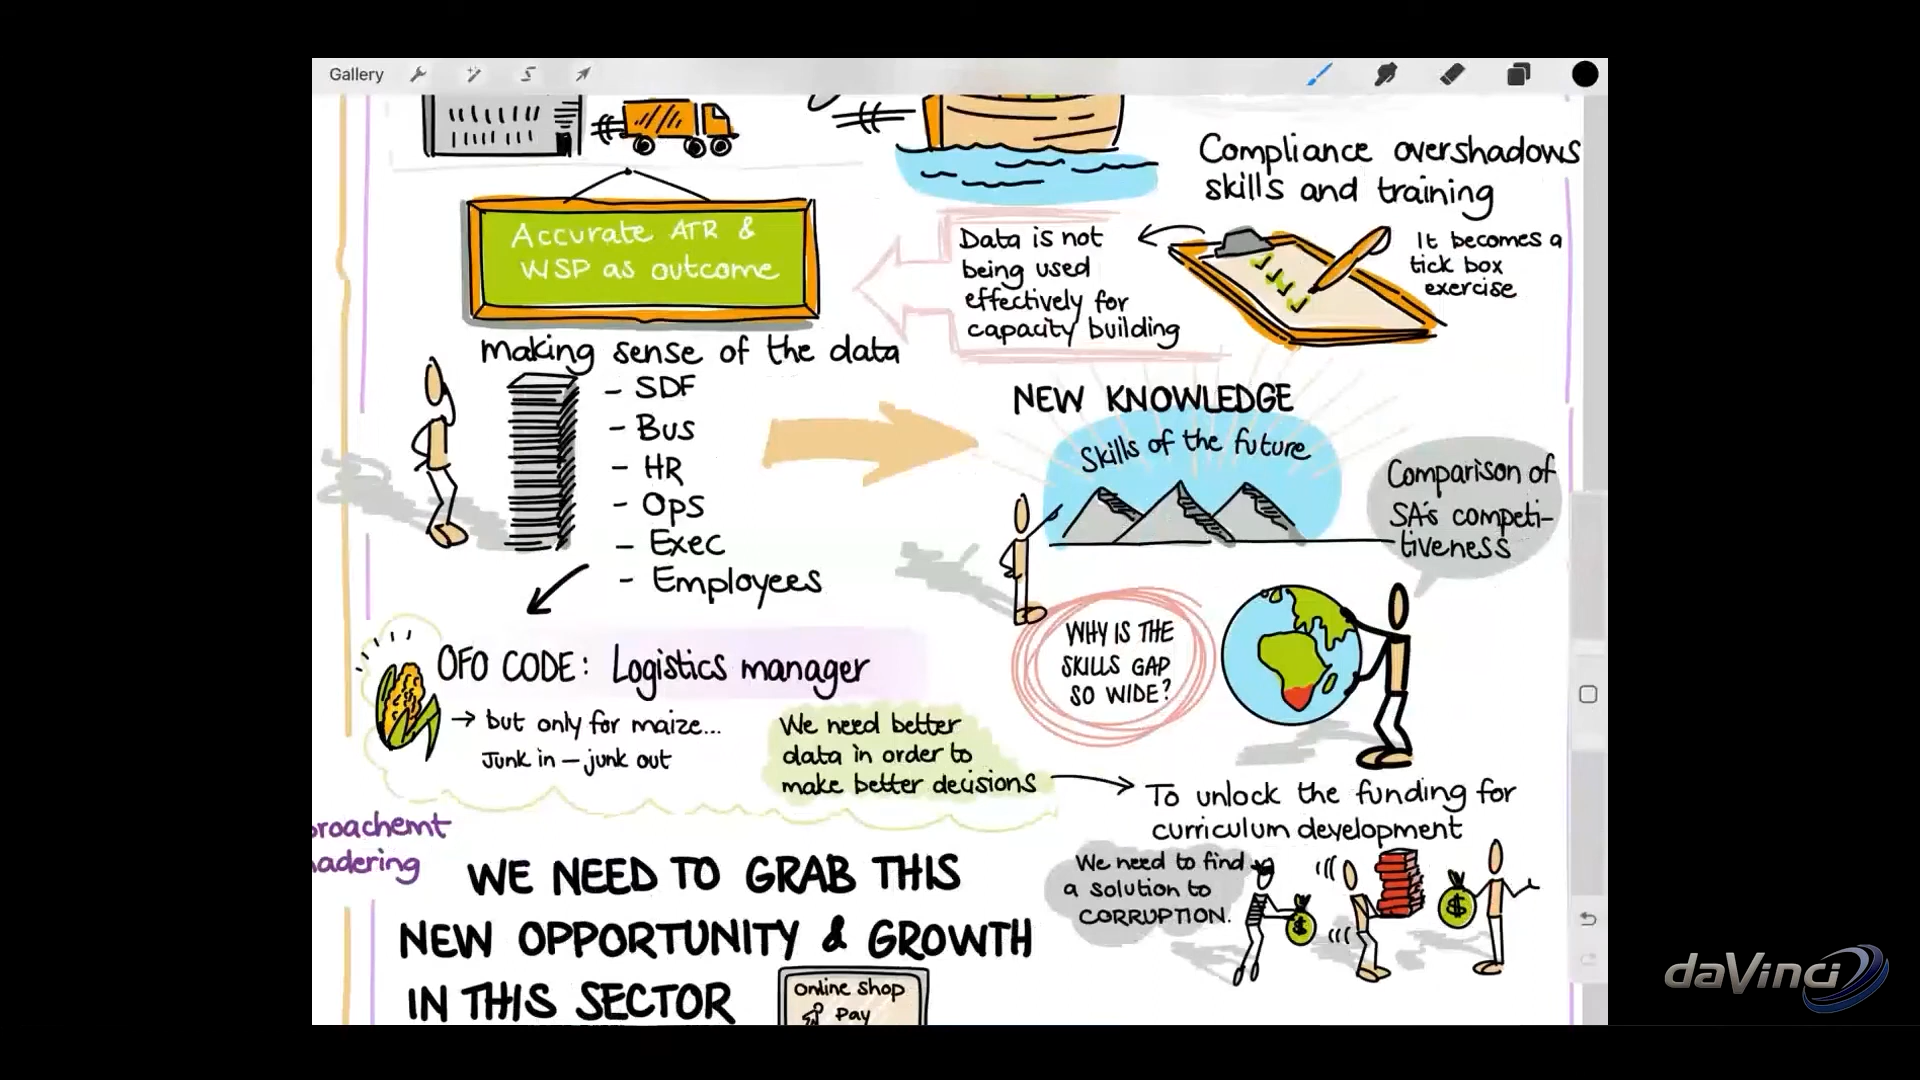 Gallery
Compliance overshadows
skills and training
It becomes a
tick box
exercise
Data is not
being used
effectively for
capacity building
Accurate ATR &
WSP as outcome
making sense of the data
- SDF
- Bus
- HR
- Ops
- Exec
- Employees
NEW KNOWLEDGE
Skills of the future
Comparison of
SA's competi-
tiveness
WHY IS THE
SKILLS GAP
SO WIDE?
OFO CODE: Logistics manager
→ but only for maize...
Junk in – junk out
We need better
data in order to
make better decisions
To unlock the funding for
curriculum development
We need to find
a solution to
CORRUPTION.
$
$
broachemt
adering
WE NEED TO GRAB THIS
NEW OPPORTUNITY & GROWTH
IN THIS SECTOR
Online Shop
Pay
daVinci